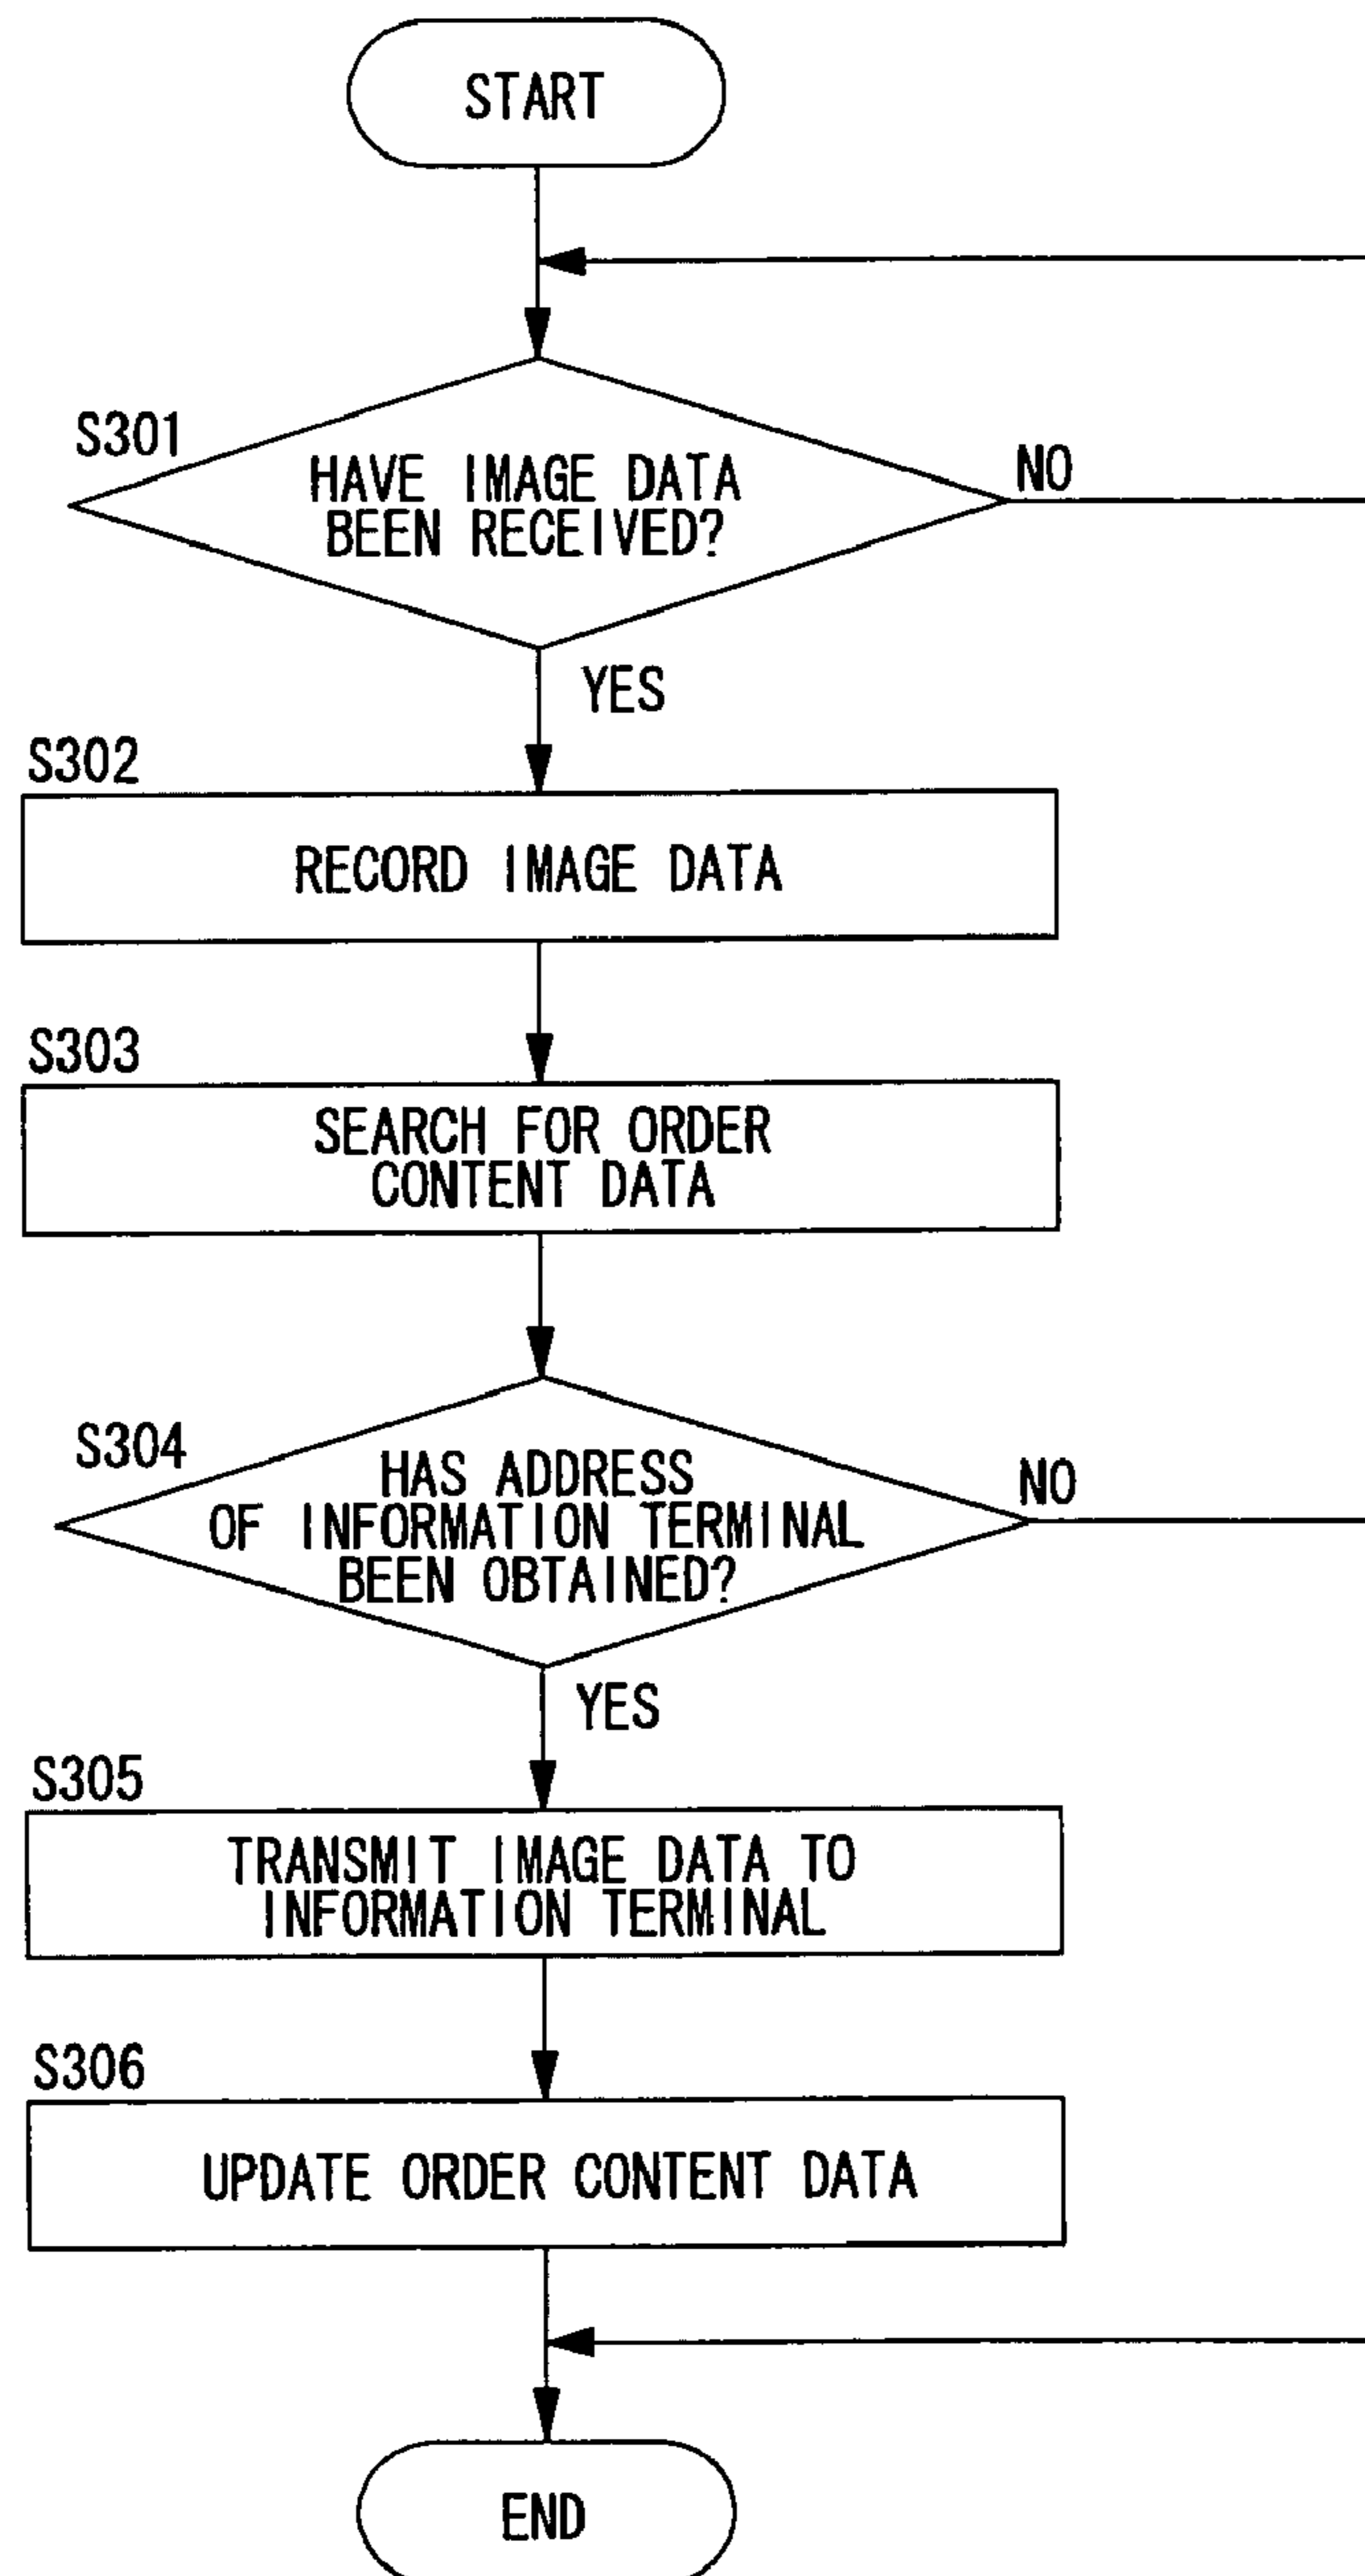 START
S301
HAVE IMAGE DATA
BEEN RECEIVED?
NO
YES
S302
RECORD IMAGE DATA
S303
SEARCH FOR ORDER
CONTENT DATA
S304
HAS ADDRESS
OF INFORMATION TERMINAL
BEEN OBTAINED?
NO
YES
S305
TRANSMIT IMAGE DATA TO
INFORMATION TERMINAL
S306
UPDATE ORDER CONTENT DATA
END